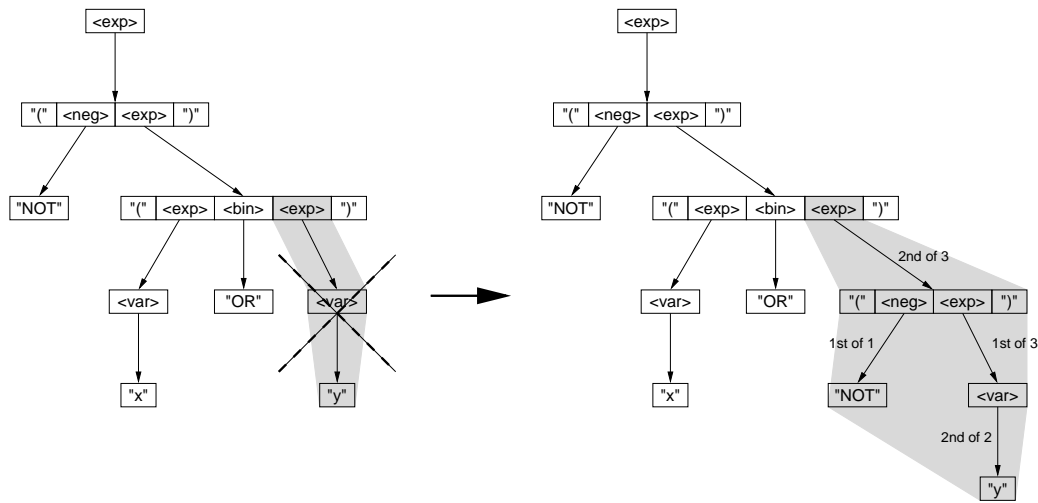 <exp> <exp>
"(" <neg> <exp> ")" "(" <neg> <exp> ")"
"NOT" "(" <exp> <bin> <exp> ")" "NOT" "(" <exp> <bin> <exp> ")"
2nd of 3
<var> "OR" <var> <var> "OR" "(" <neg> <exp> ")"
1st of 1 1st of 3
"x" "y" "x" "NOT" <var>
2nd of 2
"y"